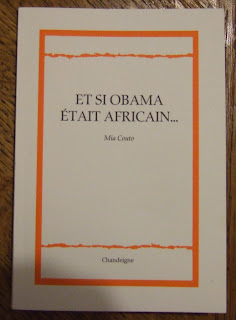 ET SI OBAMA
ÉTAIT AFRICAIN...
Mia Couto
Chandeigne